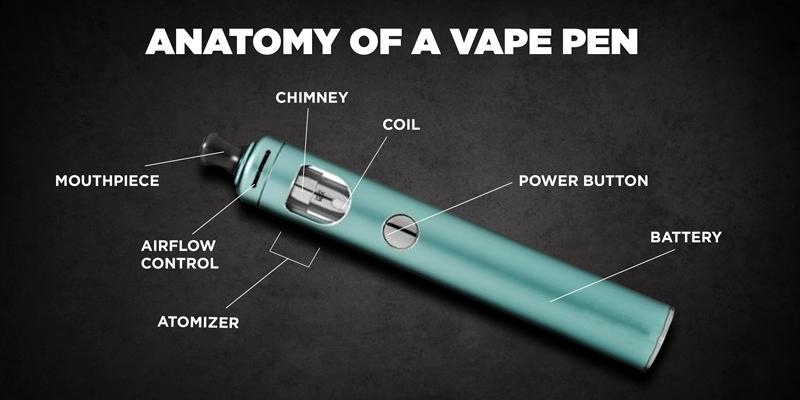 ANATOMY OF A VAPE PEN
CHIMNEY
COIL
MOUTHPIECE
POWER BUTTON
AIRFLOW
CONTROL
BATTERY
ATOMIZER